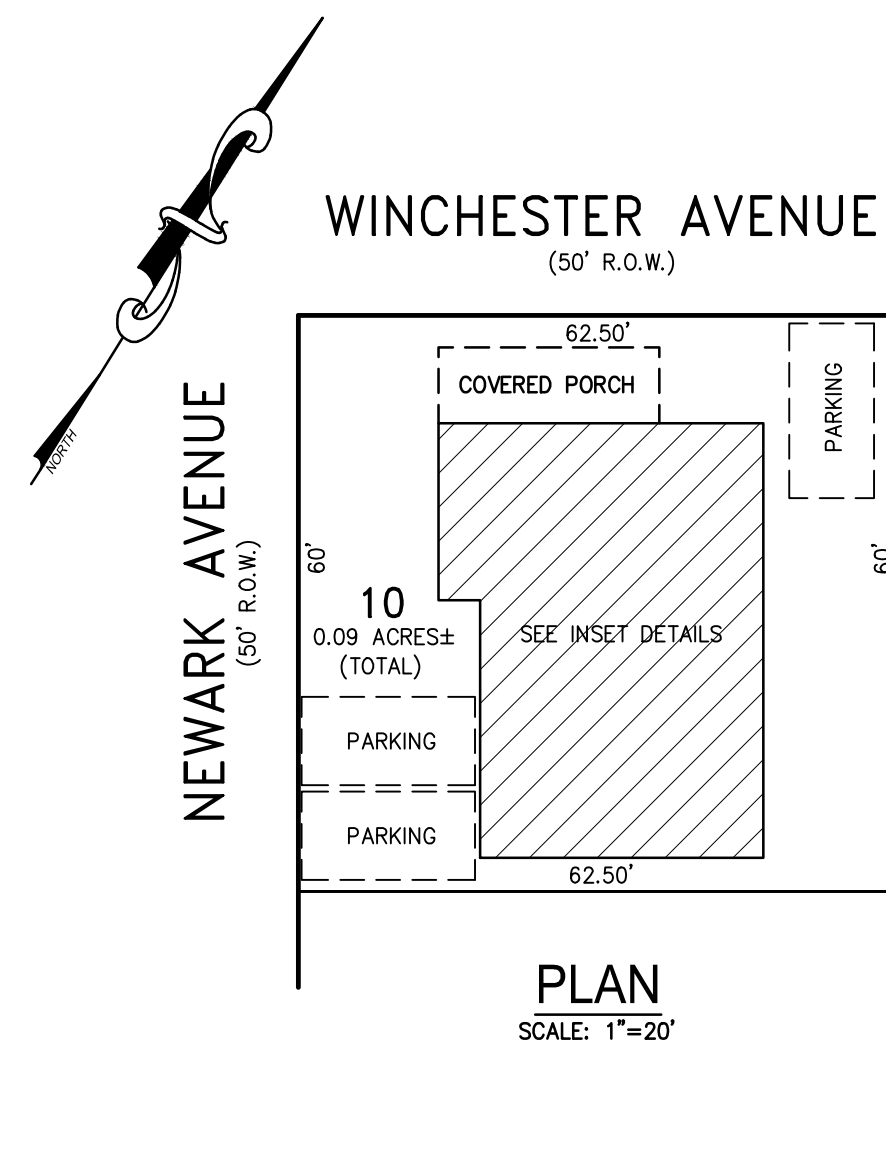 WINCHESTER AVENUE
(50' R.O.W.)
62.50'
COVERED PORCH
PARKING
NORTH
NEWARK AVENUE
(50' R.O.W.)
60'
60'
10
0.09 ACRES±
(TOTAL)
SEE INSET DETAILS
PARKING
PARKING
62.50'
PLAN
SCALE: 1"=20'